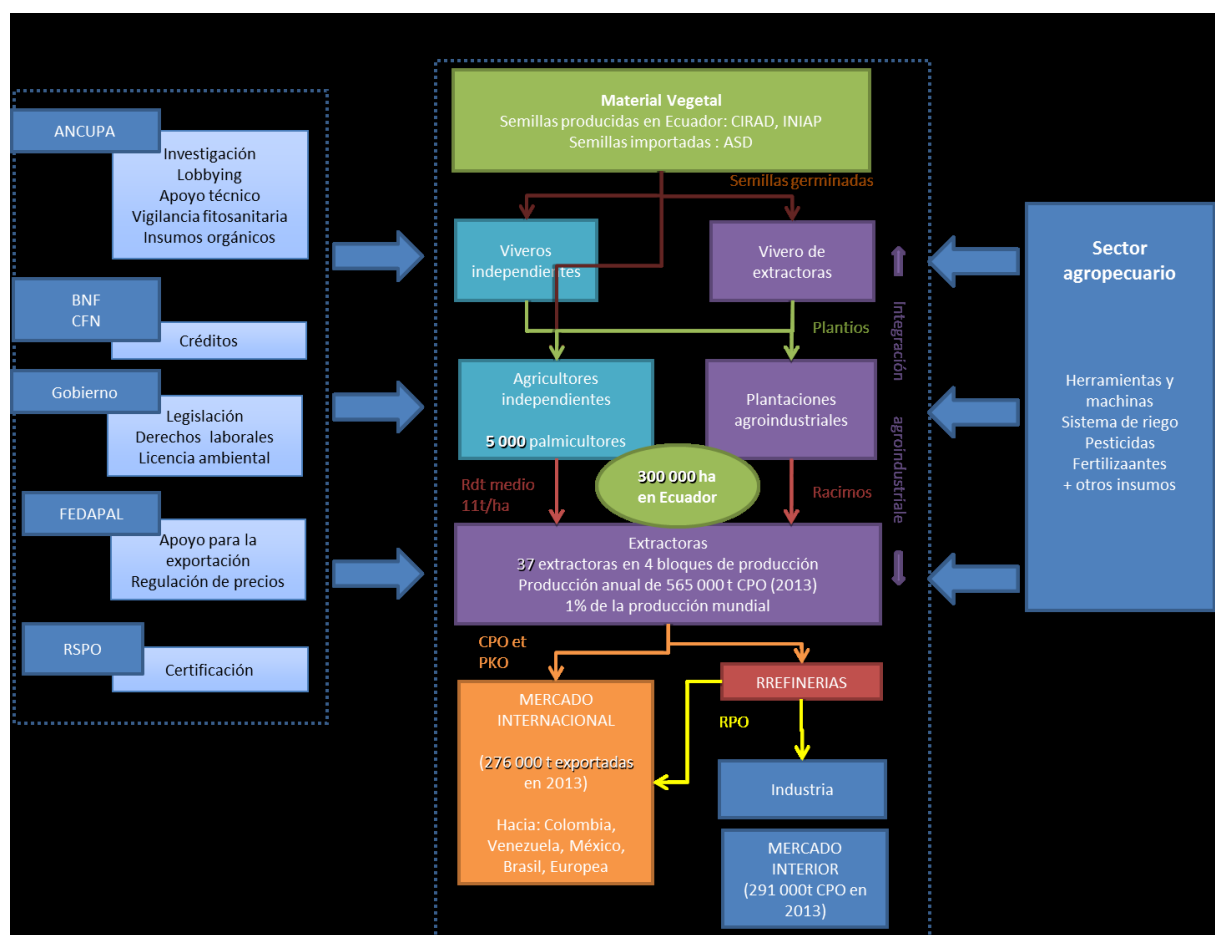 ANCUPA
Investigación
Lobbying
Apoyo técnico
Vigilancia fitosanitaria
Insumos orgánicos
BNF
CFN
Créditos
Gobierno
Legislación
Derechos laborales
Licencia ambiental
FEDAPAL
Apoyo para la
exportación
Regulación de precios
RSPO
Certificación
Material Vegetal
Semillas producidas en Ecuador: CIRAD, INIAP
Semillas importadas : ASD
Semillas germinadas
Viveros
independientes
Vivero de
extractoras
Plantios
Agricultores
independientes
5 000 palmicultores
Plantaciones
agroindustriales
300 000 ha
en Ecuador
Rdt medio
11t/ha
Racimos
Integración agroindustriale
Extractoras
37 extractoras en 4 bloques de producción
Producción anual de 565 000 t CPO (2013)
1% de la producción mundial
CPO et
PKO
MERCADO
INTERNACIONAL
(276 000 t exportadas
en 2013)
Hacia: Colombia,
Venezuela, México,
Brasil, Europea
RREFINERIAS
RPO
Industria
MERCADO
INTERIOR
(291 000t CPO en
2013)
Sector
agropecuario
Herramientas y
machinas
Sistema de riego
Pesticidas
Fertilizaantes
+ otros insumos